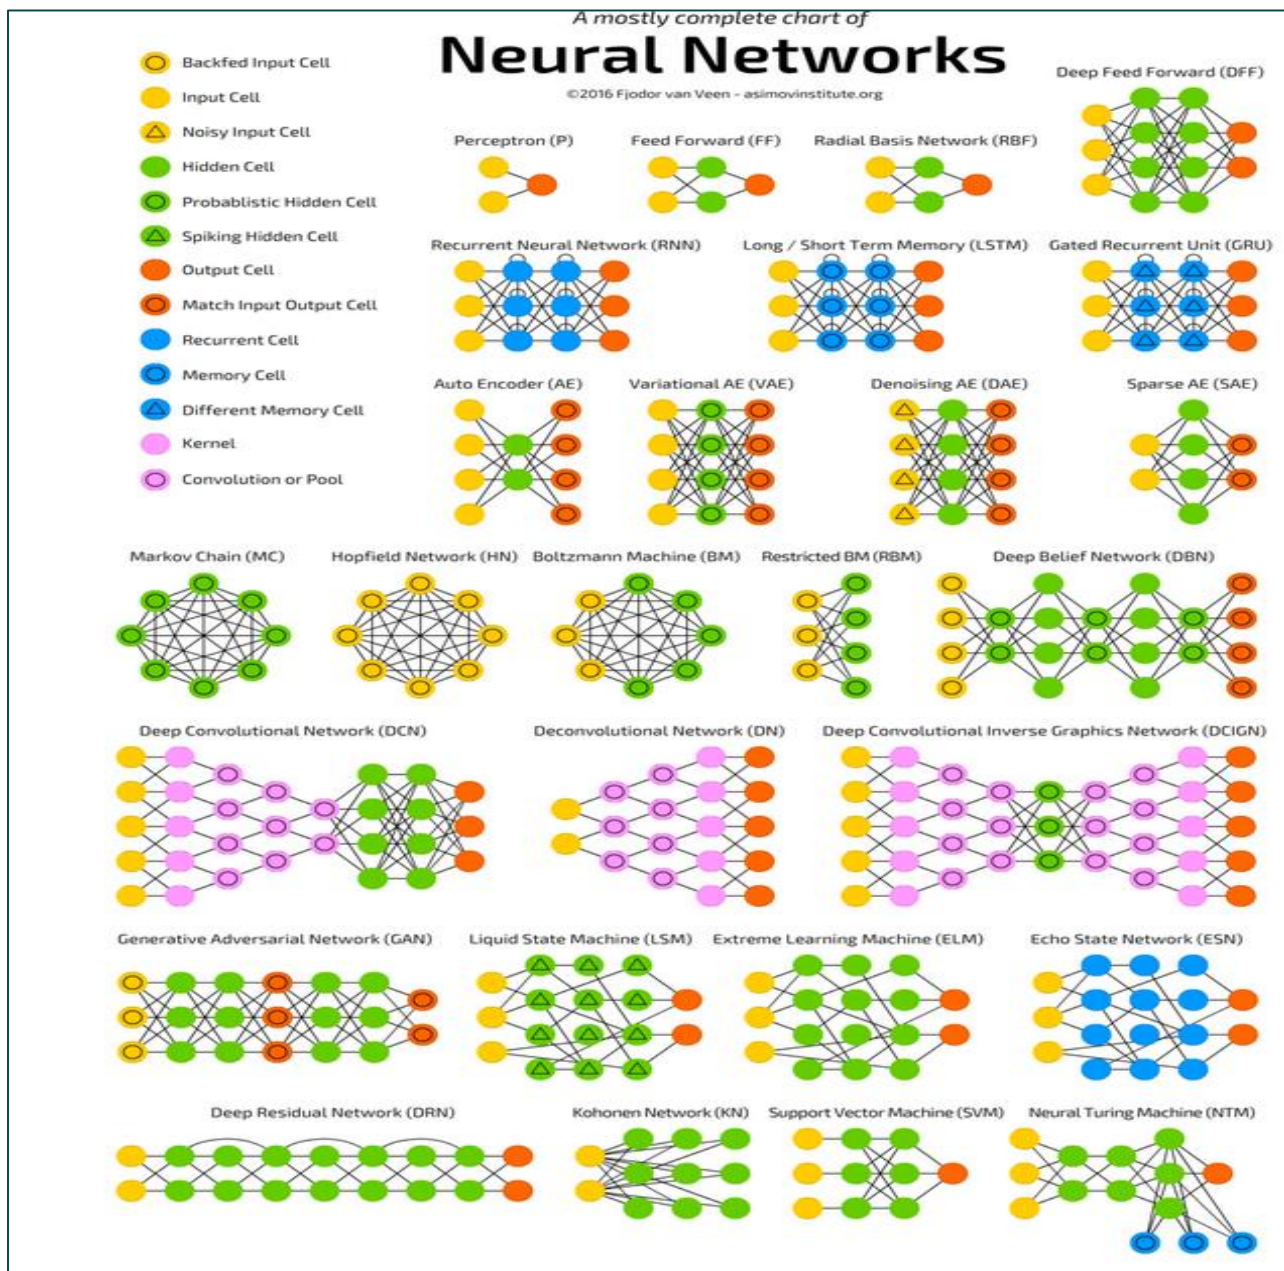 A mostly complete chart of
Neural Networks
©2016 Fjodor van Veen - asimovinstitute.org
Backfed Input Cell
Input Cell
Noisy Input Cell
Hidden Cell
Probablistic Hidden Cell
Spiking Hidden Cell
Output Cell
Match Input Output Cell
Recurrent Cell
Memory Cell
Different Memory Cell
Kernel
Convolution or Pool
Deep Feed Forward (DFF)
Perceptron (P)
Feed Forward (FF)
Radial Basis Network (RBF)
Recurrent Neural Network (RNN)
Long / Short Term Memory (LSTM)
Gated Recurrent Unit (GRU)
Auto Encoder (AE)
Variational AE (VAE)
Denoising AE (DAE)
Sparse AE (SAE)
Markov Chain (MC)
Hopfield Network (HN)
Boltzmann Machine (BM)
Restricted BM (RBM)
Deep Belief Network (DBN)
Deep Convolutional Network (DCN)
Deconvolutional Network (DN)
Deep Convolutional Inverse Graphics Network (DCIGN)
Generative Adversarial Network (GAN)
Liquid State Machine (LSM)
Extreme Learning Machine (ELM)
Echo State Network (ESN)
Deep Residual Network (DRN)
Kohonen Network (KN)
Support Vector Machine (SVM)
Neural Turing Machine (NTM)